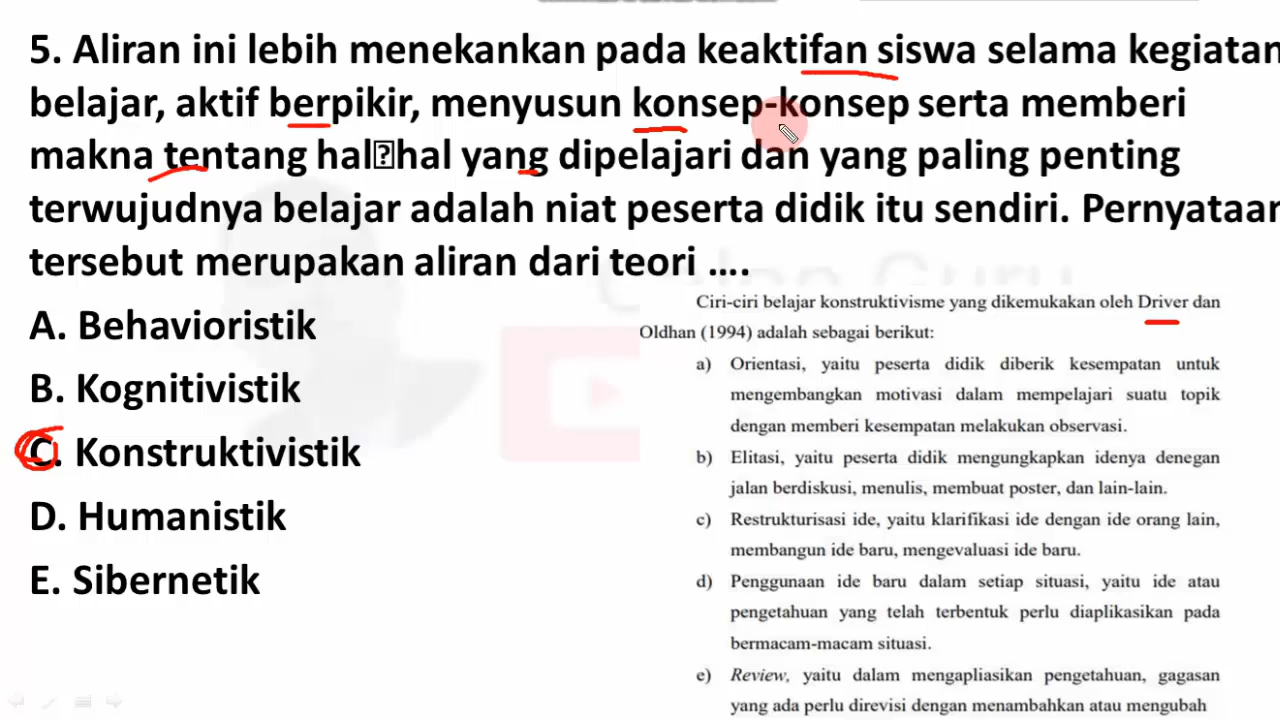 5. Aliran ini lebih menekankan pada keaktifan siswa selama kegiatan
belajar, aktif berpikir, menyusun konsep-konsep serta memberi
makna tentang hal�hal yang dipelajari dan yang paling penting
terwujudnya belajar adalah niat peserta didik itu sendiri. Pernyataan
tersebut merupakan aliran dari teori ....
A. Behavioristik
B. Kognitivistik
C. Konstruktivistik
D. Humanistik
E. Sibernetik
Ciri-ciri belajar konstruktivisme yang dikemukakan oleh Driver dan
Oldhan (1994) adalah sebagai berikut:
a) Orientasi, yaitu peserta didik diberik kesempatan untuk
mengembangkan motivasi dalam mempelajari suatu topik
dengan memberi kesempatan melakukan observasi.
b) Elitasi, yaitu peserta didik mengungkapkan idenya denegan
jalan berdiskusi, menulis, membuat poster, dan lain-lain.
c) Restrukturisasi ide, yaitu klarifikasi ide dengan ide orang lain,
membangun ide baru, mengevaluasi ide baru.
d) Penggunaan ide baru dalam setiap situasi, yaitu ide atau
pengetahuan yang telah terbentuk perlu diaplikasikan pada
bermacam-macam situasi.
e) Review, yaitu dalam mengapliasikan pengetahuan, gagasan
yang ada perlu direvisi dengan menambahkan atau mengubah